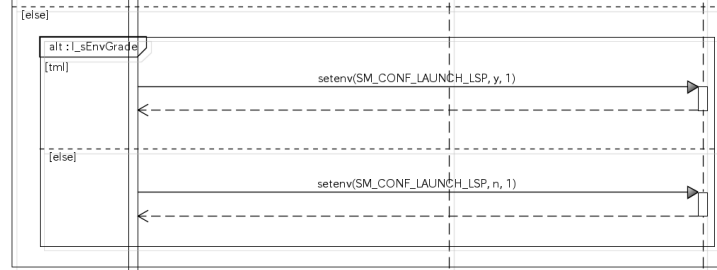 [else]
alt : l_sEnvGrade
[tml]
setenv(SM_CONF_LAUNCH_LSP, y, 1)
[else]
setenv(SM_CONF_LAUNCH_LSP, n, 1)